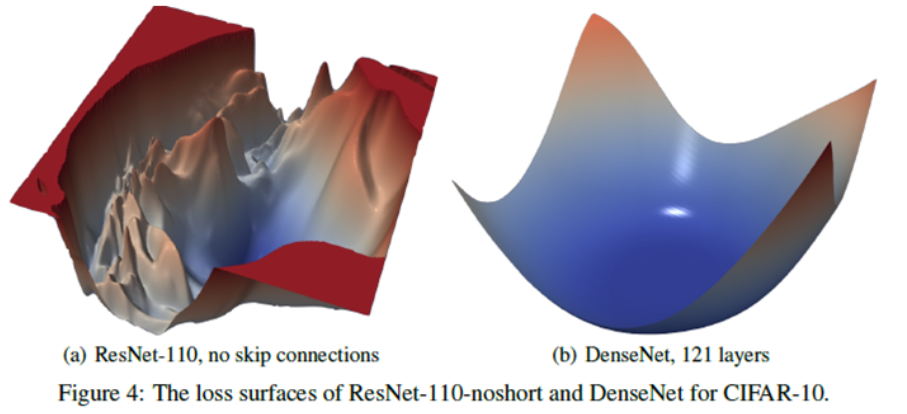 (a) ResNet-110, no skip connections
(b) DenseNet, 121 layers
Figure 4: The loss surfaces of ResNet-110-noshort and DenseNet for CIFAR-10.